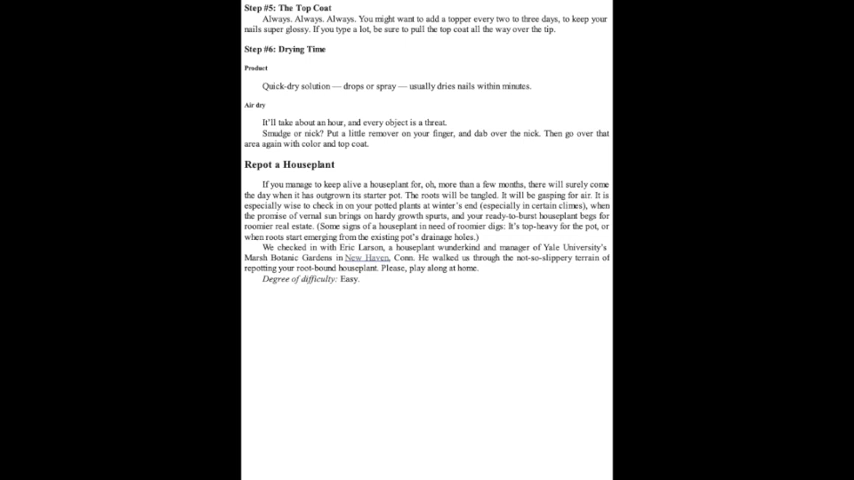 Step #5: The Top Coat
Always. Always. Always. You might want to add a topper every two to three days, to keep your
nails super glossy. If you type a lot, be sure to pull the top coat all the way over the tip.
Step #6: Drying Time
Product
Quick-dry solution — drops or spray — usually dries nails within minutes.
Air dry
It'll take about an hour, and every object is a threat.
Smudge or nick? Put a little remover on your finger, and dab over the nick. Then go over that
area again with color and top coat.
Repot a Houseplant
If you manage to keep alive a houseplant for, oh, more than a few months, there will surely come
the day when it has outgrown its starter pot. The roots will be tangled. It will be gasping for air. It is
especially wise to check in on your potted plants at winter's end (especially in certain climes), when
the promise of vernal sun brings on hardy growth spurts, and your ready-to-burst houseplant begs for
roomier real estate. (Some signs of a houseplant in need of roomier digs: It's top-heavy for the pot, or
when roots start emerging from the existing pot's drainage holes.)
We checked in with Eric Larson, a houseplant wunderkind and manager of Yale University's
Marsh Botanic Gardens in New Haven, Conn. He walked us through the not-so-slippery terrain of
repotting your root-bound houseplant. Please, play along at home.
Degree of difficulty: Easy.